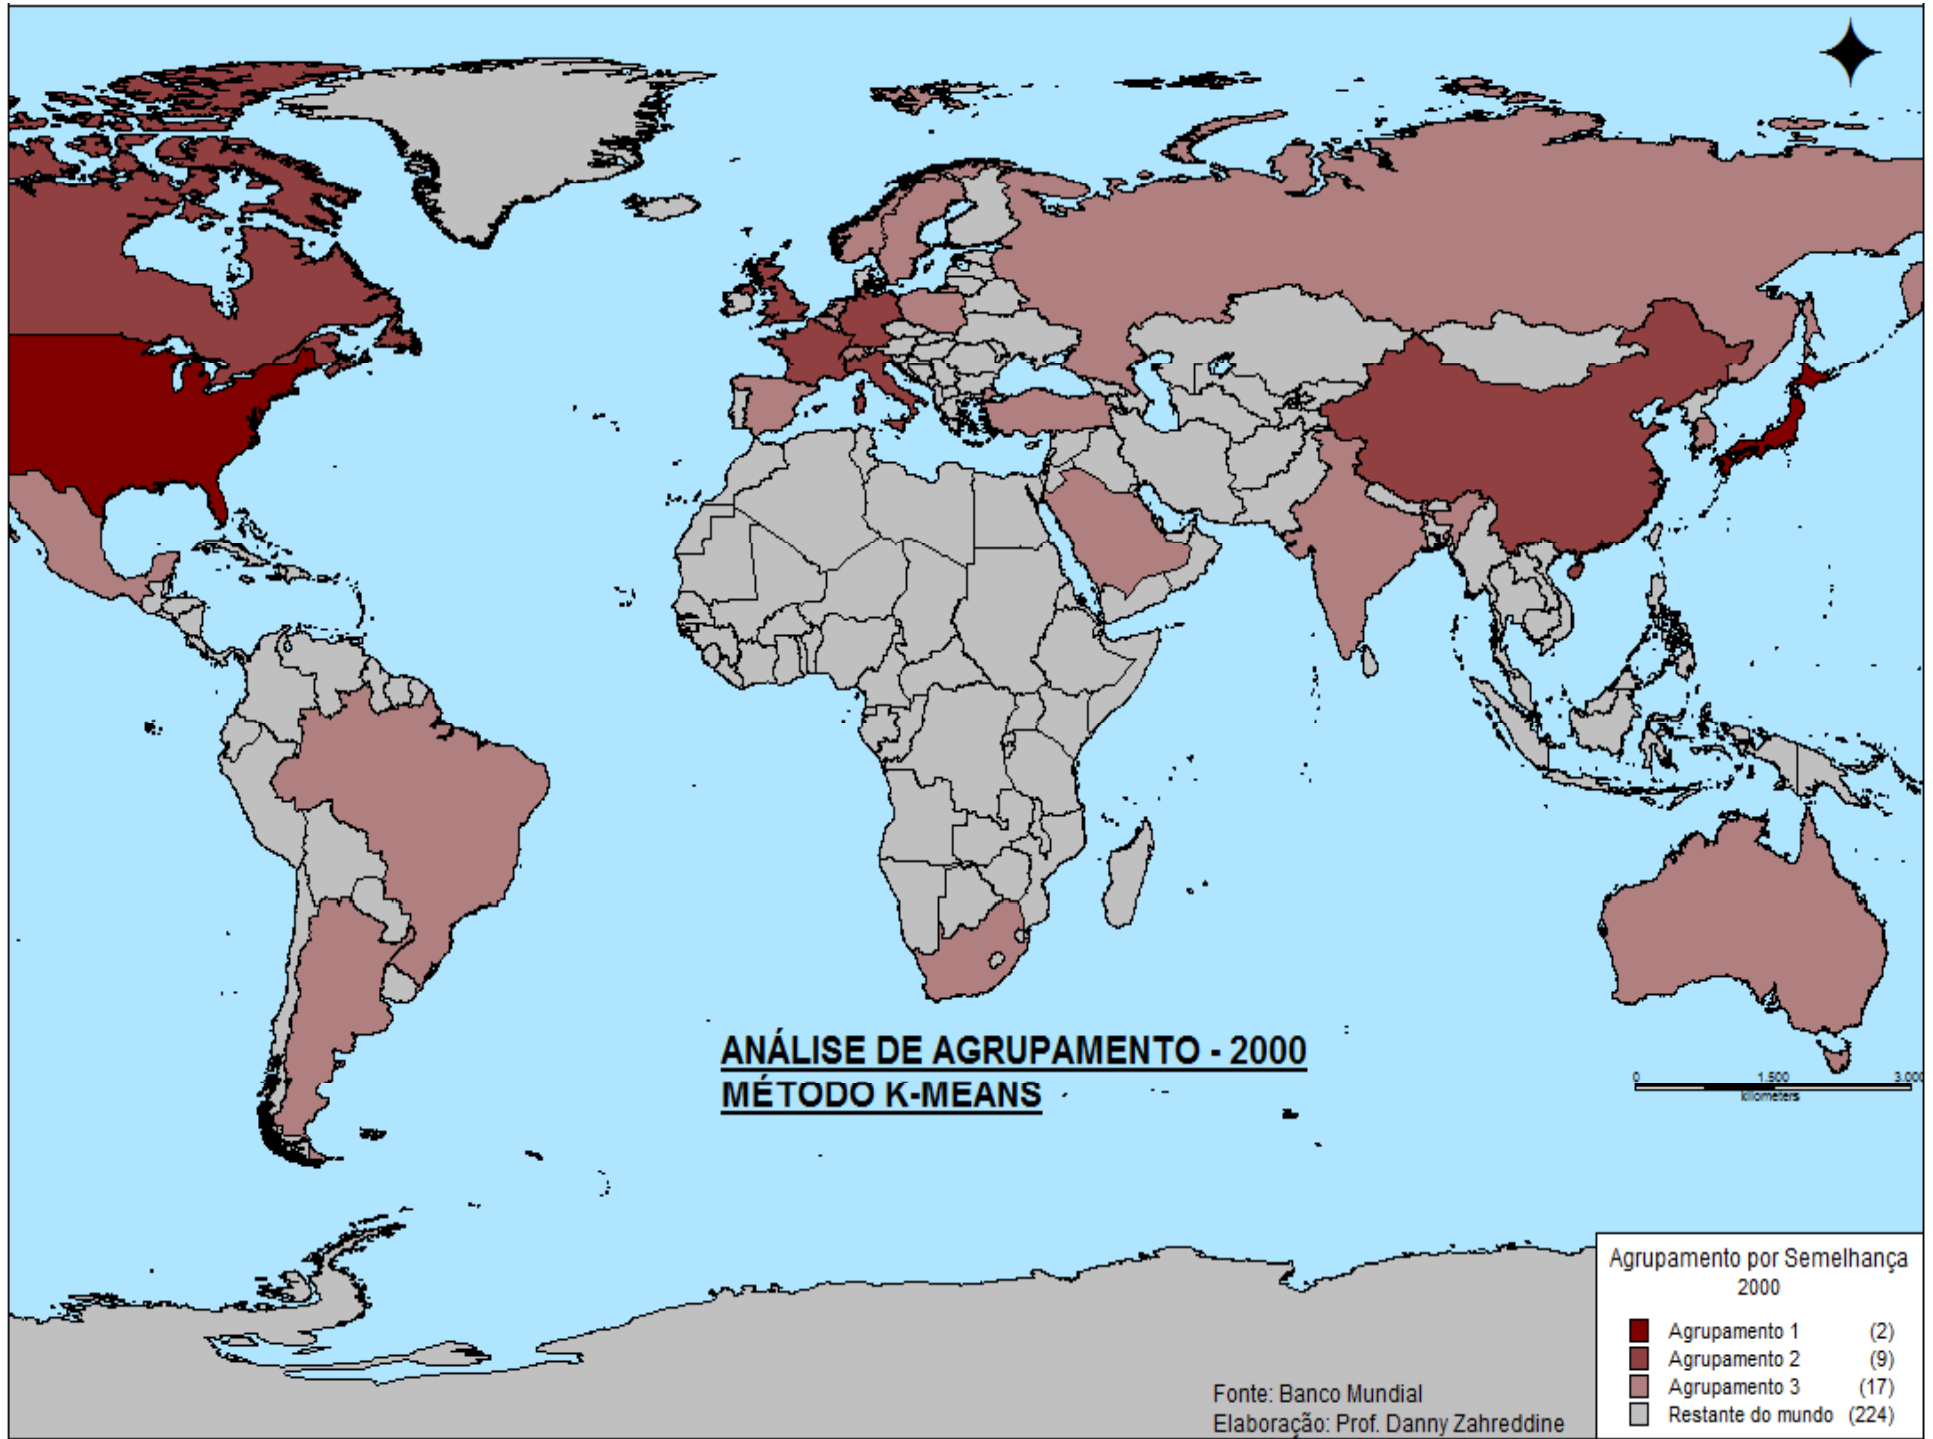 ANÁLISE DE AGRUPAMENTO - 2000
MÉTODO K-MEANS
0 1.500 3.000
kilometers
Agrupamento por Semelhança
2000
Agrupamento 1 (2)
Agrupamento 2 (9)
Agrupamento 3 (17)
Restante do mundo (224)
Fonte: Banco Mundial
Elaboração: Prof. Danny Zahreddine